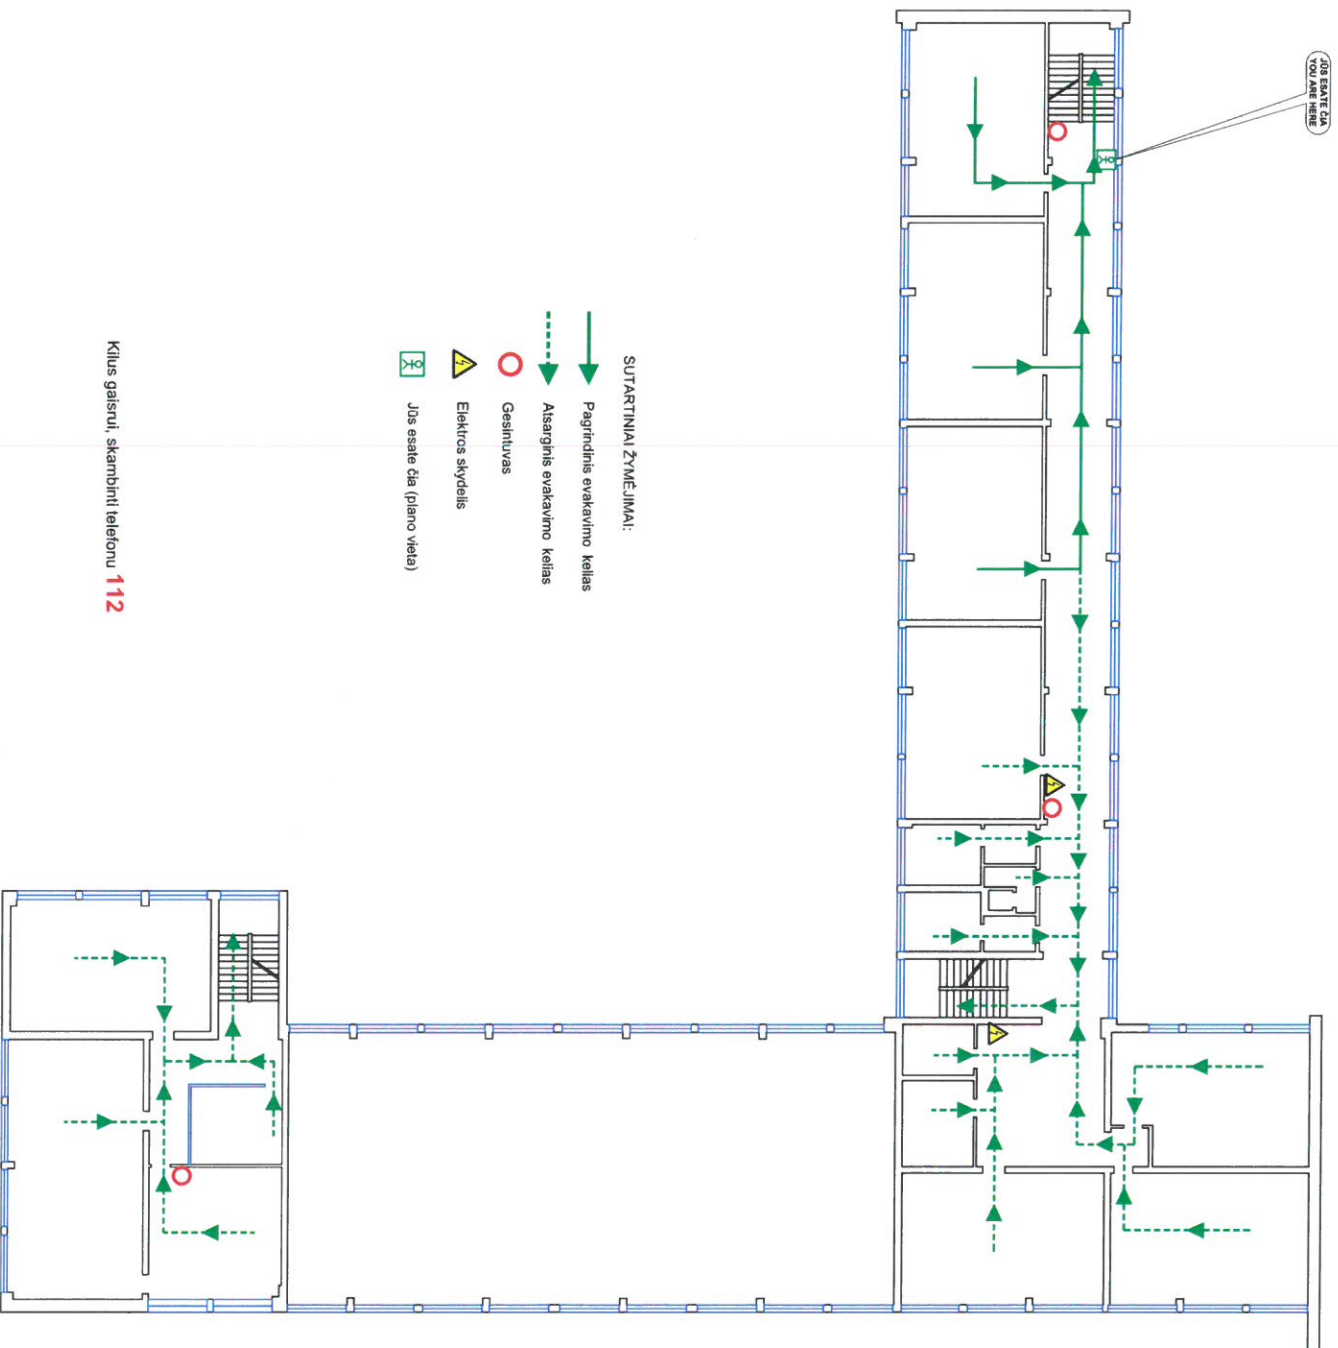 JŪS ESATE ČIA
YOU ARE HERE
SUTARTINIAI ŽYMĖJIMAI:
Pagrindinis evakavimo kelias
Atsarginis evakavimo kelias
Gesintuvas
Elektros skydelis
Jūs esate čia (plano vieta)
Kilus gaisrui, skambinti telefonu 112